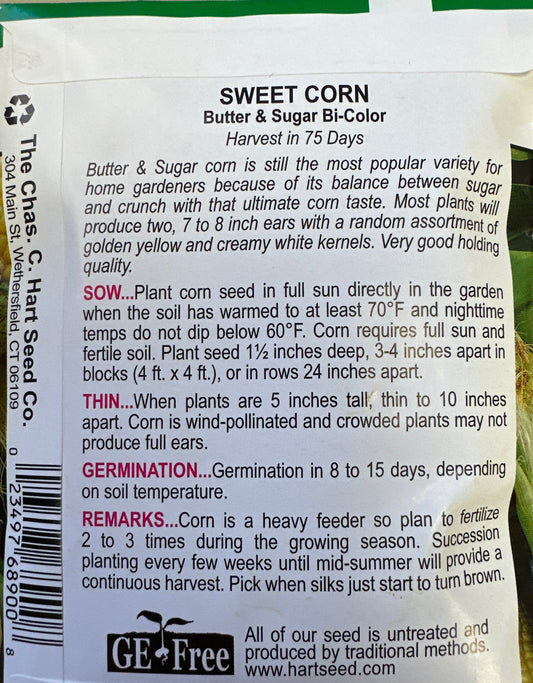 SWEET CORN
Butter & Sugar Bi-Color
Harvest in 75 Days
Butter & Sugar corn is still the most popular variety for
home gardeners because of its balance between sugar
and crunch with that ultimate corn taste. Most plants will
produce two, 7 to 8 inch ears with a random assortment of
golden yellow and creamy white kernels. Very good holding
quality.
SOW...Plant corn seed in full sun directly in the garden
when the soil has warmed to at least 70°F and nighttime
temps do not dip below 60°F. Corn requires full sun and
fertile soil. Plant seed 1½ inches deep, 3-4 inches apart in
blocks (4 ft. x 4 ft.), or in rows 24 inches apart.
THIN...When plants are 5 inches tall, thin to 10 inches
apart. Corn is wind-pollinated and crowded plants may not
produce full ears.
GERMINATION...Germination in 8 to 15 days, depending
on soil temperature.
REMARKS...Corn is a heavy feeder so plan to fertilize
2 to 3 times during the growing season. Succession
planting every few weeks until mid-summer will provide a
continuous harvest. Pick when silks just start to turn brown.
GE Free
All of our seed is untreated and
produced by traditional methods.
www.hartseed.com
The Chas. C. Hart Seed Co.
304 Main St, Wethersfield, CT 06109
0 23497 68900 8